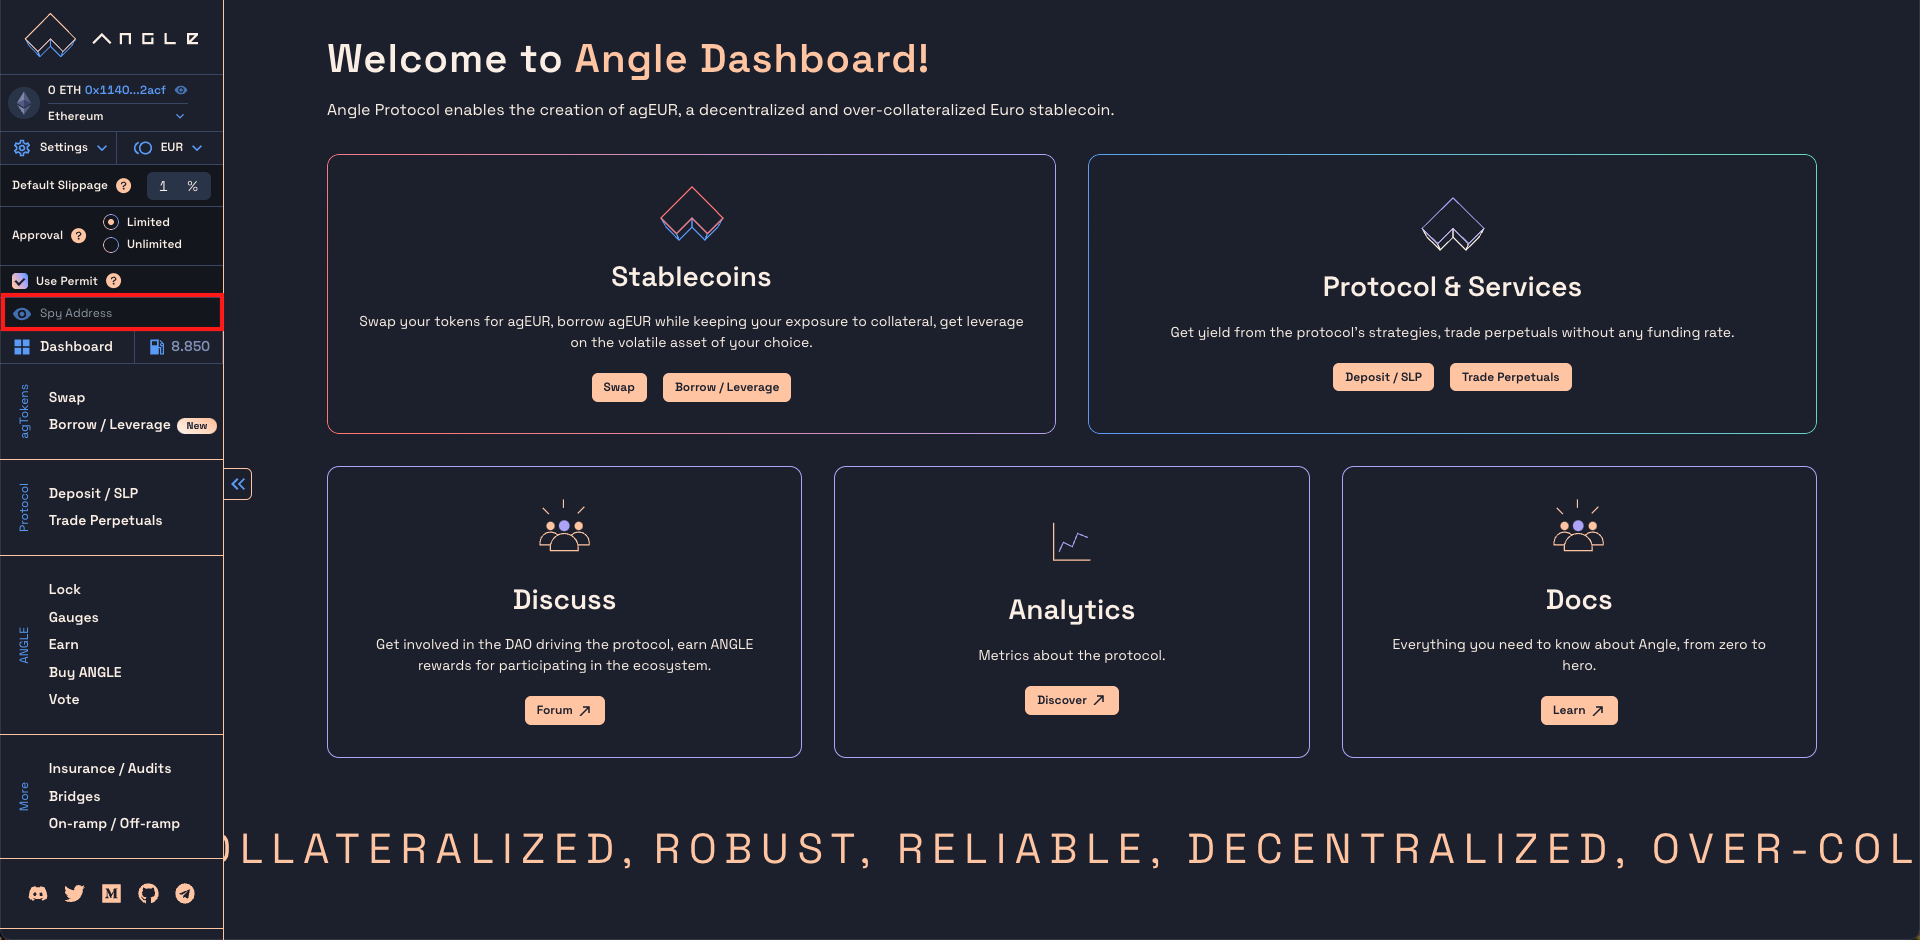 ANGLE
0 ETH 0x1140...2acf
Ethereum
Settings
EUR
Default Slippage ? 1 %
Approval ?
Limited
Unlimited
Use Permit ?
Spy Address
Dashboard
8.850
agTokens
Swap
Borrow / Leverage New
Protocol
Deposit / SLP
Trade Perpetuals
ANGLE
Lock
Gauges
Earn
Buy ANGLE
Vote
More
Insurance / Audits
Bridges
On-ramp / Off-ramp
M
Welcome to Angle Dashboard!
Angle Protocol enables the creation of agEUR, a decentralized and over-collateralized Euro stablecoin.
Stablecoins
Swap your tokens for agEUR, borrow agEUR while keeping your exposure to collateral, get leverage
on the volatile asset of your choice.
Swap
Borrow / Leverage
Protocol & Services
Get yield from the protocol's strategies, trade perpetuals without any funding rate.
Deposit / SLP
Trade Perpetuals
Discuss
Get involved in the DAO driving the protocol, earn ANGLE
rewards for participating in the ecosystem.
Forum
Analytics
Metrics about the protocol.
Discover
Docs
Everything you need to know about Angle, from zero to
hero.
Learn
OLLATERALIZED, ROBUST, RELIABLE, DECENTRALIZED, OVER-COL